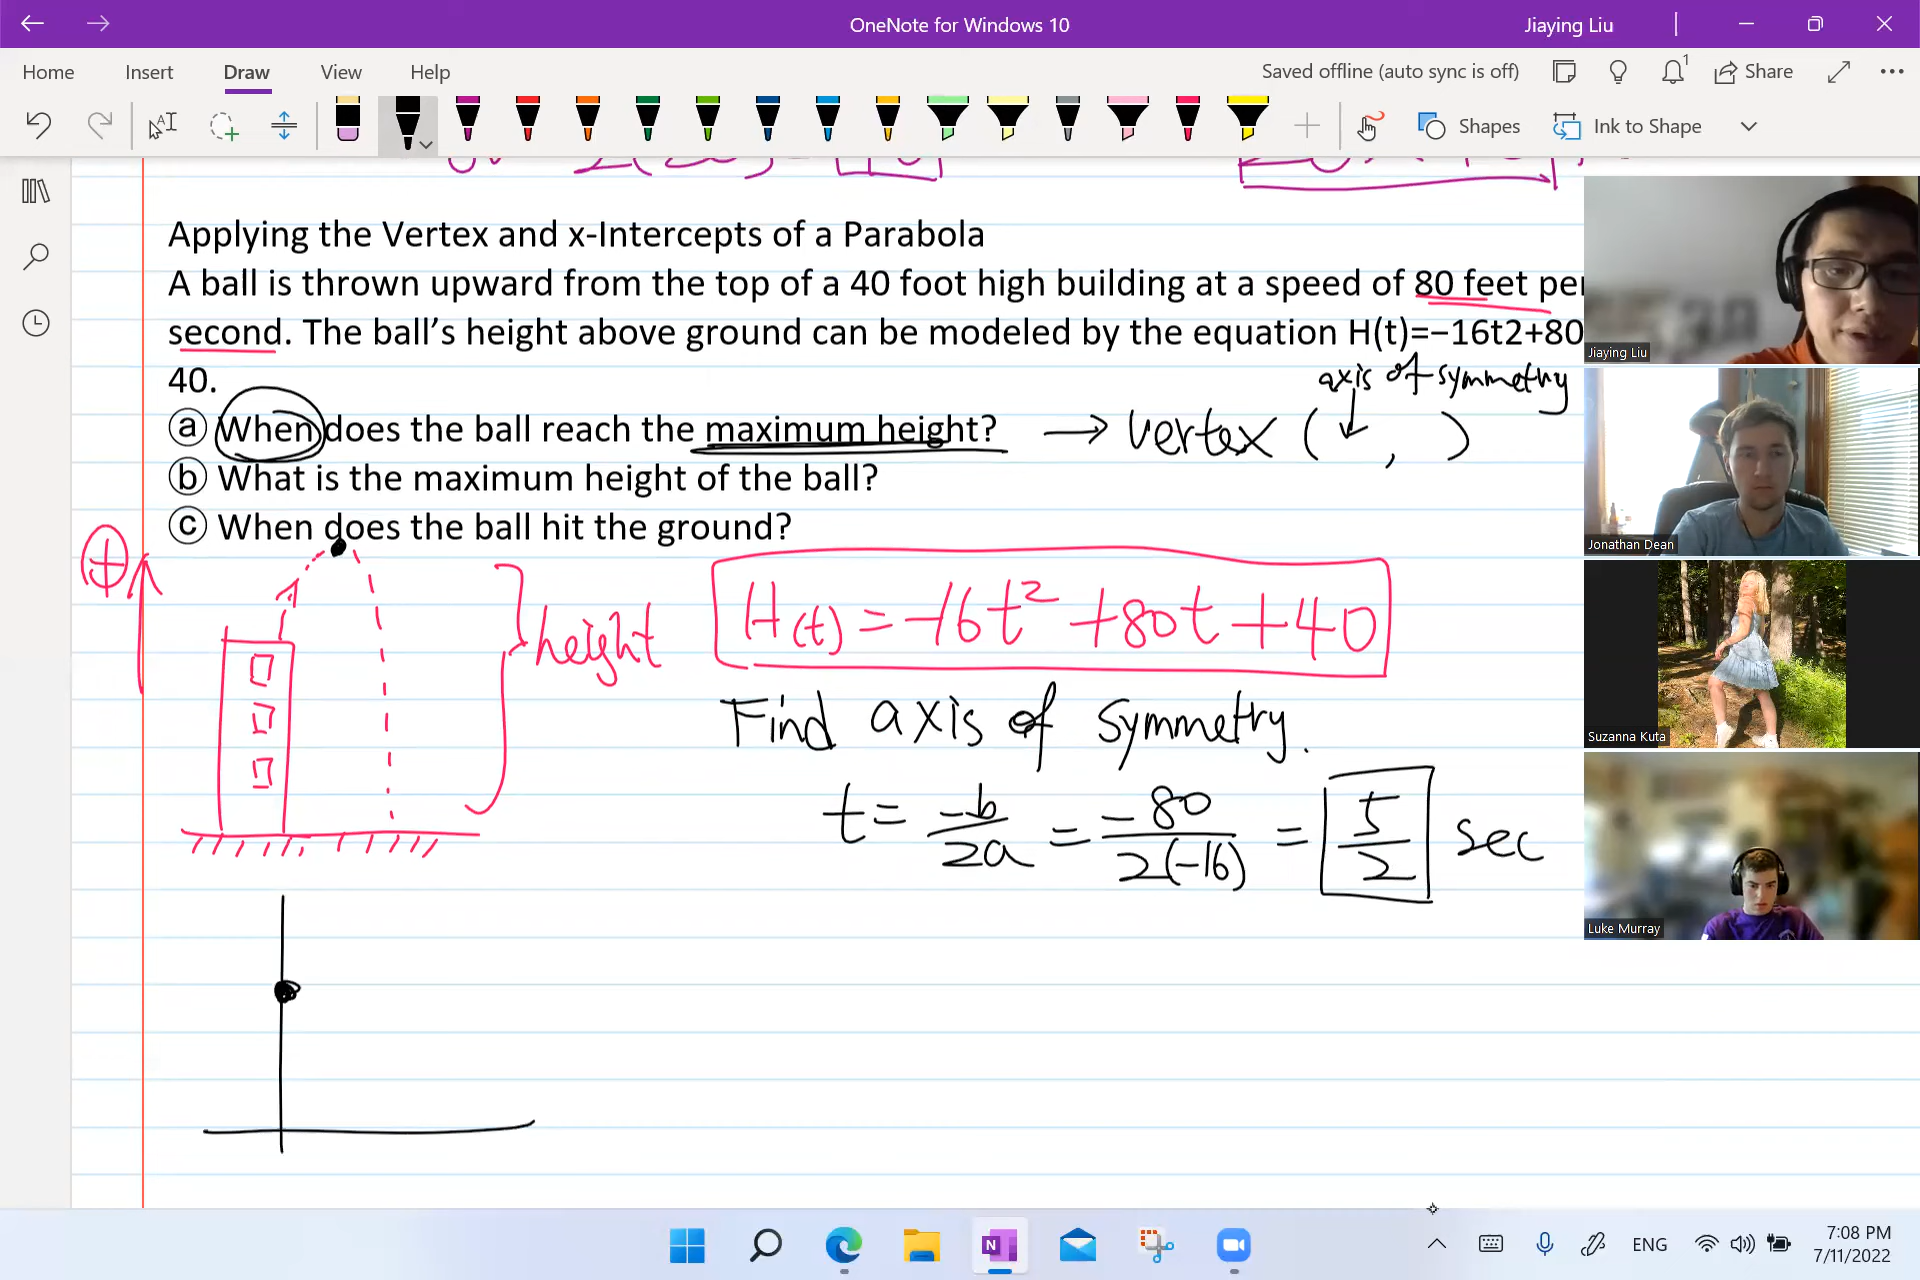 OneNote for Windows 10
Jiaying Liu
Home Insert Draw View Help
Saved offline (auto sync is off)
1
Share
Shapes
Ink to Shape
Applying the Vertex and x-Intercepts of a Parabola
A ball is thrown upward from the top of a 40 foot high building at a speed of 80 feet per
second. The ball's height above ground can be modeled by the equation H(t)=−16t2+80
40.
axis of symmetry
ⓐ When does the ball reach the maximum height? → vertex ( , )
ⓑ What is the maximum height of the ball?
ⓒ When does the ball hit the ground?
+
height
H(t) = -16t² +80t +40
Find axis of symmetry.
t = -b/2a = -80/2(-16) = 5/2 sec
Jiaying Liu
Jonathan Dean
Suzanna Kuta
Luke Murray
N
ENG
7:08 PM
7/11/2022